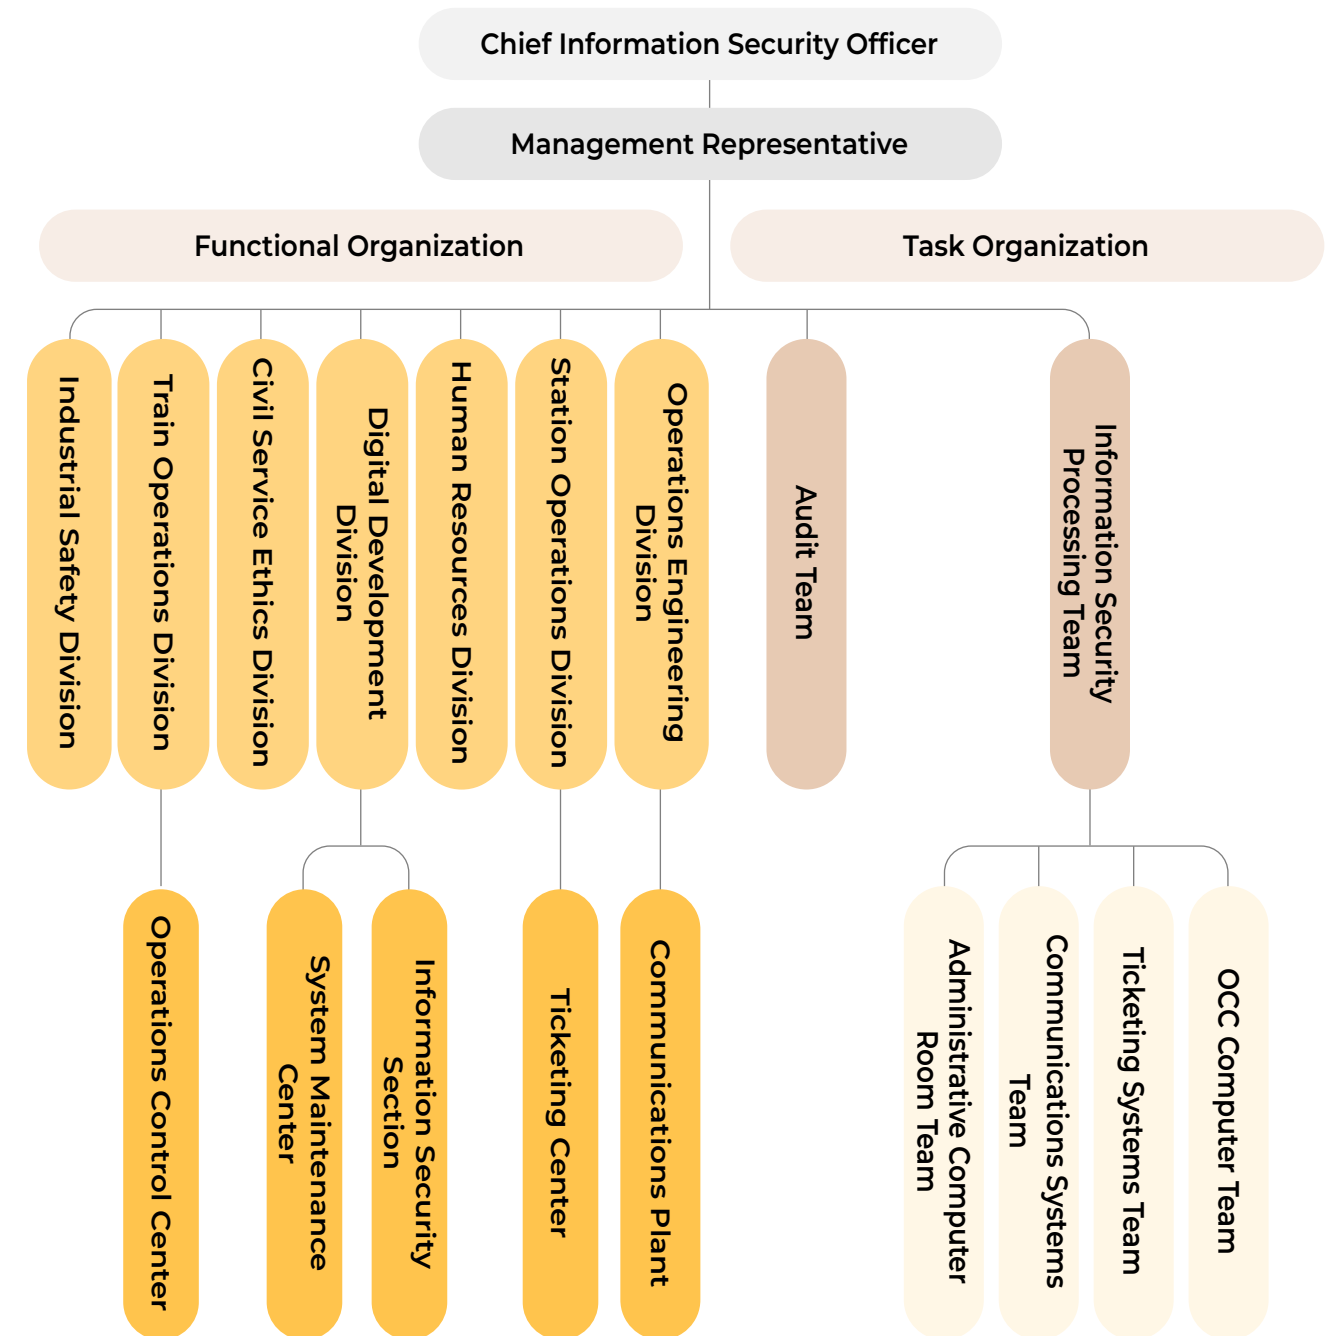 Chief Information Security Officer
Management Representative
Functional Organization
Task Organization
Industrial Safety Division
Train Operations Division
Civil Service Ethics Division
Digital Development
Division
Human Resources Division
Station Operations Division
Operations Engineering
Division
Audit Team
Information Security
Processing Team
Operations Control Center
System Maintenance
Center
Information Security
Section
Ticketing Center
Communications Plant
Administrative Computer
Room Team
Communications Systems
Team
Ticketing Systems Team
OCC Computer Team